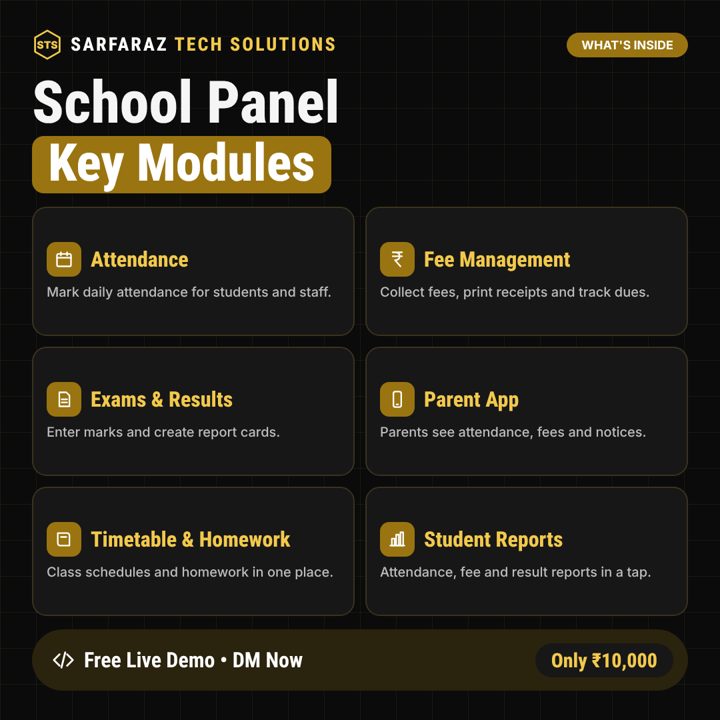 STS SARFARAZ TECH SOLUTIONS
WHAT'S INSIDE
School Panel
Key Modules
Attendance
Mark daily attendance for students and staff.
Fee Management
Collect fees, print receipts and track dues.
Exams & Results
Enter marks and create report cards.
Parent App
Parents see attendance, fees and notices.
Timetable & Homework
Class schedules and homework in one place.
Student Reports
Attendance, fee and result reports in a tap.
Free Live Demo • DM Now
Only ₹10,000